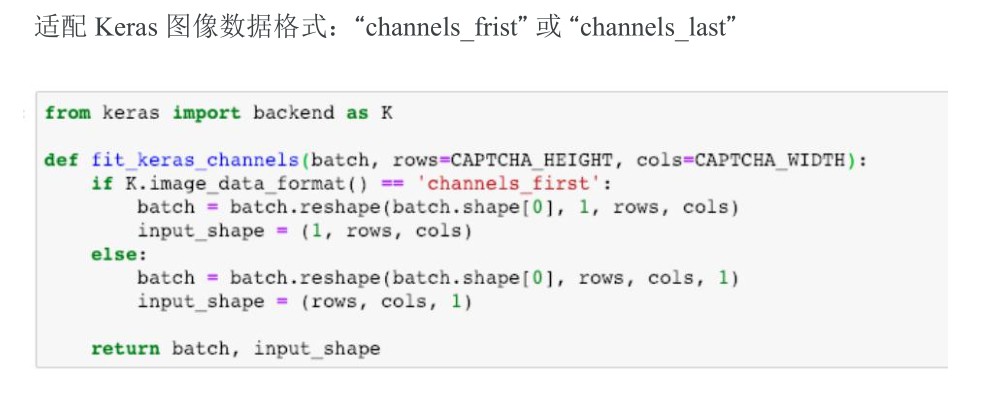 适配 Keras 图像数据格式：“channels_frist” 或 “channels_last”
from keras import backend as K
def fit_keras_channels(batch, rows=CAPTCHA_HEIGHT, cols=CAPTCHA_WIDTH):
    if K.image_data_format() == 'channels_first':
        batch = batch.reshape(batch.shape[0], 1, rows, cols)
        input_shape = (1, rows, cols)
    else:
        batch = batch.reshape(batch.shape[0], rows, cols, 1)
        input_shape = (rows, cols, 1)
    return batch, input_shape